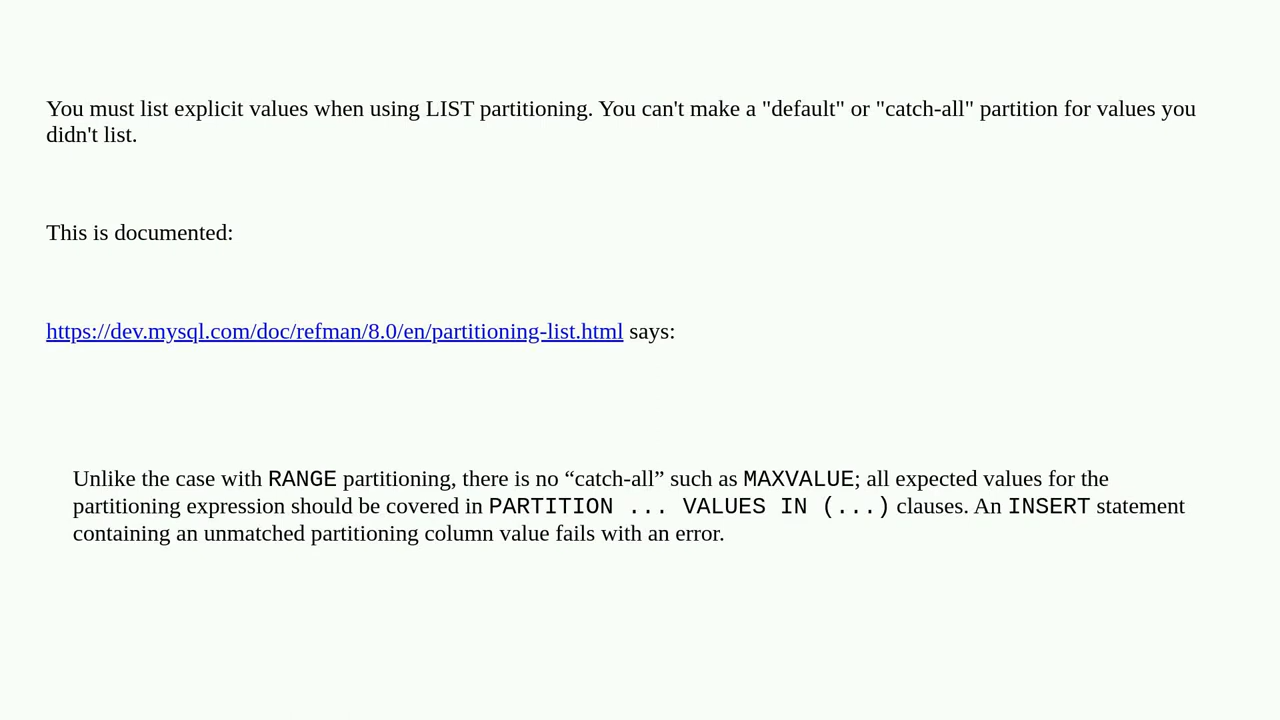 You must list explicit values when using LIST partitioning. You can't make a "default" or "catch-all" partition for values you
didn't list.
This is documented:
https://dev.mysql.com/doc/refman/8.0/en/partitioning-list.html says:
Unlike the case with RANGE partitioning, there is no “catch-all” such as MAXVALUE; all expected values for the
partitioning expression should be covered in PARTITION ... VALUES IN (...) clauses. An INSERT statement
containing an unmatched partitioning column value fails with an error.